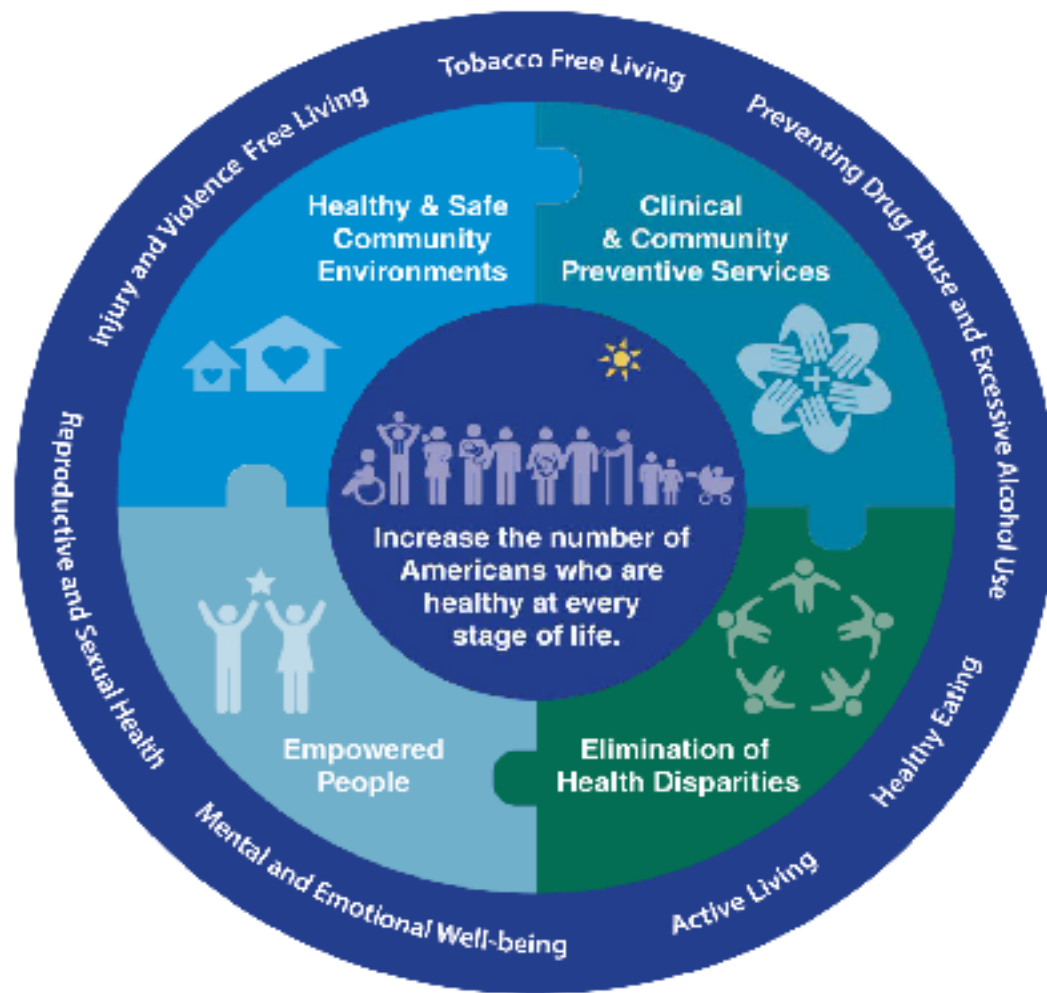 Tobacco Free Living
Preventing Drug Abuse and Excessive Alcohol Use
Healthy Eating
Active Living
Mental and Emotional Well-being
Reproductive and Sexual Health
Injury and Violence Free Living
Healthy & Safe
Community
Environments
Clinical
& Community
Preventive Services
Increase the number of
Americans who are
healthy at every
stage of life.
Empowered
People
Elimination of
Health Disparities